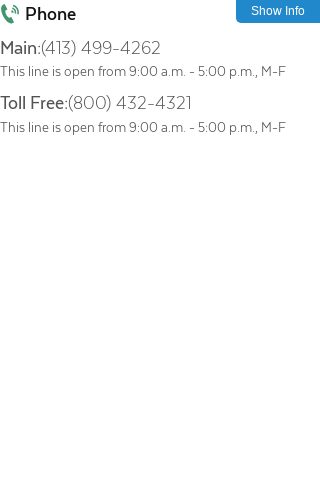 Phone
Show Info
Main:(413) 499-4262
This line is open from 9:00 a.m. - 5:00 p.m., M-F
Toll Free:(800) 432-4321
This line is open from 9:00 a.m. - 5:00 p.m., M-F